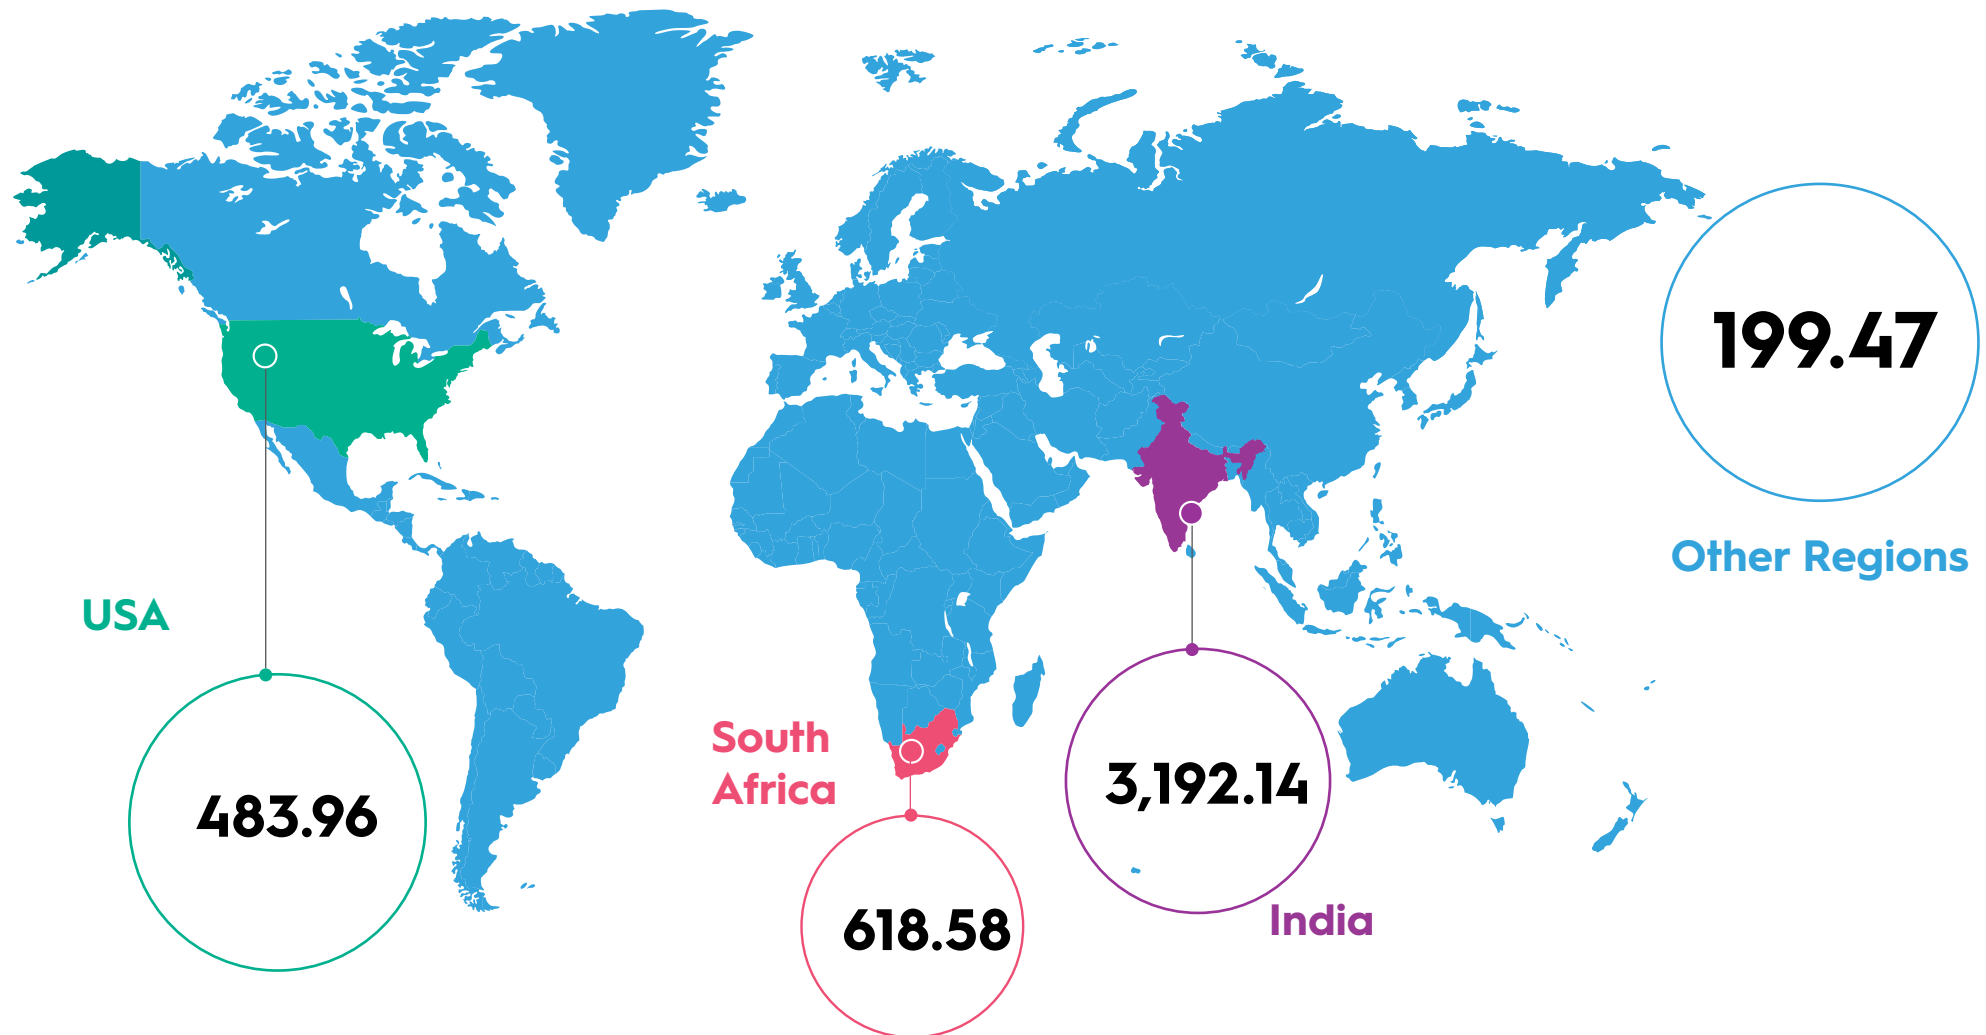 199.47
Other Regions
USA
483.96
South
Africa
618.58
3,192.14
India